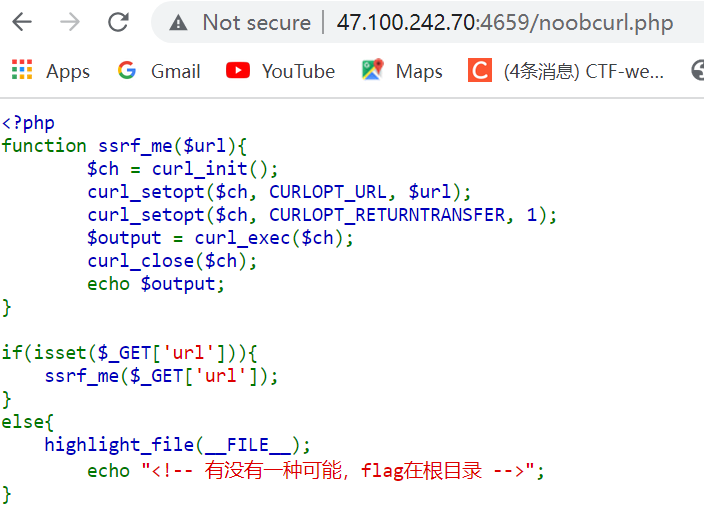 Not secure | 47.100.242.70:4659/noobcurl.php
Apps Gmail YouTube Maps (4条消息) CTF-we...
<?php
function ssrf_me($url){
        $ch = curl_init();
        curl_setopt($ch, CURLOPT_URL, $url);
        curl_setopt($ch, CURLOPT_RETURNTRANSFER, 1);
        $output = curl_exec($ch);
        curl_close($ch);
        echo $output;
}

if(isset($_GET['url'])){
    ssrf_me($_GET['url']);
}
else{
    highlight_file(__FILE__);
        echo "<!-- 有没有一种可能，flag在根目录 -->";
}